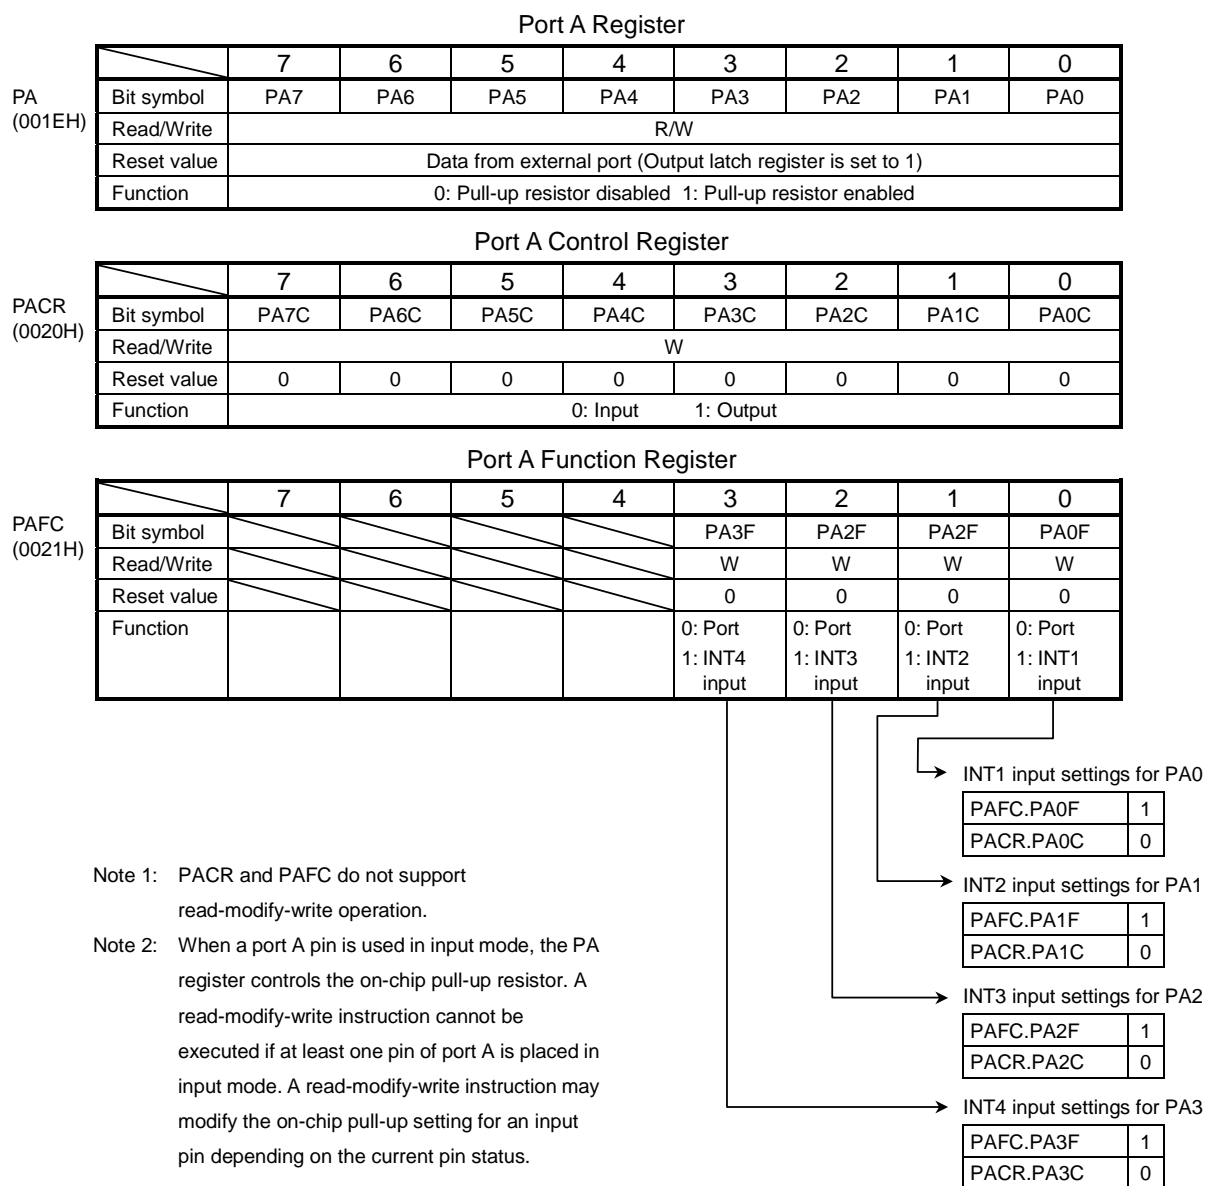 Port A Register
7 6 5 4 3 2 1 0
PA
(001EH)
Bit symbol PA7 PA6 PA5 PA4 PA3 PA2 PA1 PA0
Read/Write R/W
Reset value Data from external port (Output latch register is set to 1)
Function 0: Pull-up resistor disabled 1: Pull-up resistor enabled
Port A Control Register
7 6 5 4 3 2 1 0
PACR
(0020H)
Bit symbol PA7C PA6C PA5C PA4C PA3C PA2C PA1C PA0C
Read/Write W
Reset value 0 0 0 0 0 0 0 0
Function 0: Input 1: Output
Port A Function Register
7 6 5 4 3 2 1 0
PAFC
(0021H)
Bit symbol PA3F PA2F PA2F PA0F
Read/Write W W W W
Reset value 0 0 0 0
Function 0: Port 0: Port 0: Port 0: Port
1: INT4 1: INT3 1: INT2 1: INT1
input input input input
INT1 input settings for PA0
PAFC.PA0F 1
PACR.PA0C 0
INT2 input settings for PA1
PAFC.PA1F 1
PACR.PA1C 0
INT3 input settings for PA2
PAFC.PA2F 1
PACR.PA2C 0
INT4 input settings for PA3
PAFC.PA3F 1
PACR.PA3C 0
Note 1: PACR and PAFC do not support
read-modify-write operation.
Note 2: When a port A pin is used in input mode, the PA
register controls the on-chip pull-up resistor. A
read-modify-write instruction cannot be
executed if at least one pin of port A is placed in
input mode. A read-modify-write instruction may
modify the on-chip pull-up setting for an input
pin depending on the current pin status.